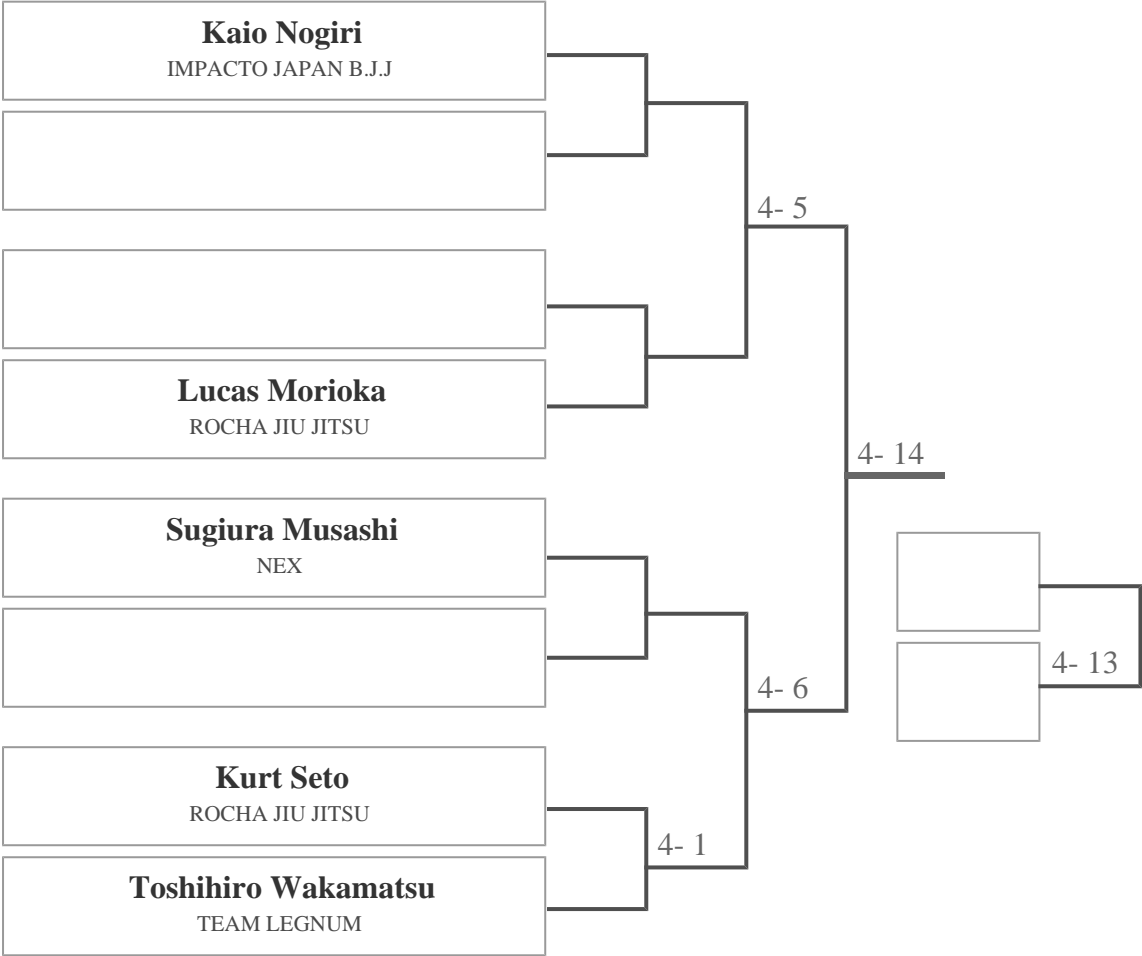 Kaio Nogiri
IMPACTO JAPAN B.J.J
4- 5
Lucas Morioka
ROCHA JIU JITSU
4- 14
Sugiura Musashi
NEX
4- 13
4- 6
Kurt Seto
ROCHA JIU JITSU
4- 1
Toshihiro Wakamatsu
TEAM LEGNUM